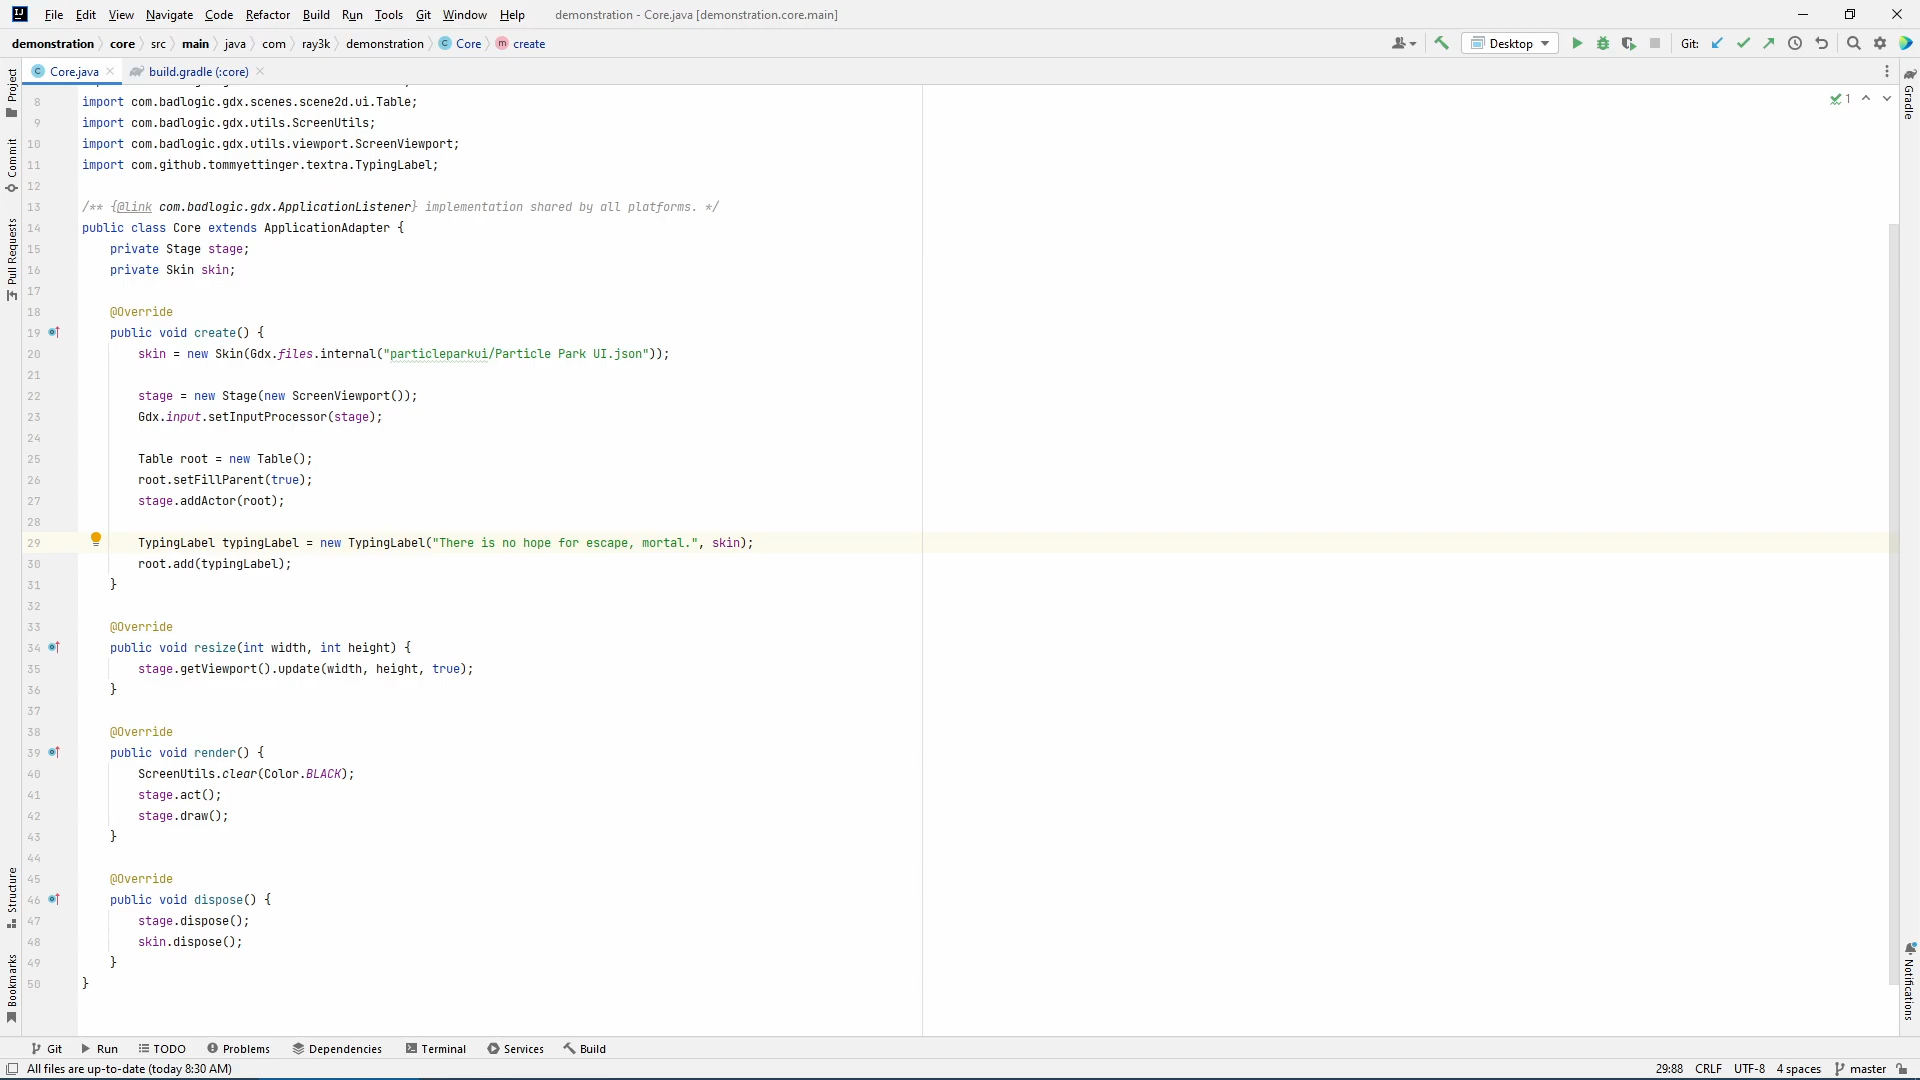 File Edit View Navigate Code Refactor Build Run Tools Git Window Help demonstration - Core.java [demonstration.core.main]
demonstration core src main java com ray3k demonstration C Core m create Desktop Git:
C Core.java build.gradle (:core)
Project
Commit
Pull Requests
Structure
Bookmarks
Gradle
Notifications
1
8 import com.badlogic.gdx.scenes.scene2d.ui.Table;
9 import com.badlogic.gdx.utils.ScreenUtils;
10 import com.badlogic.gdx.utils.viewport.ScreenViewport;
11 import com.github.tommyettinger.textra.TypingLabel;
12
13 /** {@link com.badlogic.gdx.ApplicationListener} implementation shared by all platforms. */
14 public class Core extends ApplicationAdapter {
15 private Stage stage;
16 private Skin skin;
17
18 @Override
19 public void create() {
20 skin = new Skin(Gdx.files.internal("particleparkui/Particle Park UI.json"));
21
22 stage = new Stage(new ScreenViewport());
23 Gdx.input.setInputProcessor(stage);
24
25 Table root = new Table();
26 root.setFillParent(true);
27 stage.addActor(root);
28
29 TypingLabel typingLabel = new TypingLabel("There is no hope for escape, mortal.", skin);
30 root.add(typingLabel);
31 }
32
33 @Override
34 public void resize(int width, int height) {
35 stage.getViewport().update(width, height, true);
36 }
37
38 @Override
39 public void render() {
40 ScreenUtils.clear(Color.BLACK);
41 stage.act();
42 stage.draw();
43 }
44
45 @Override
46 public void dispose() {
47 stage.dispose();
48 skin.dispose();
49 }
50 }
Git Run TODO Problems Dependencies Terminal Services Build
All files are up-to-date (today 8:30 AM) 29:88 CRLF UTF-8 4 spaces master